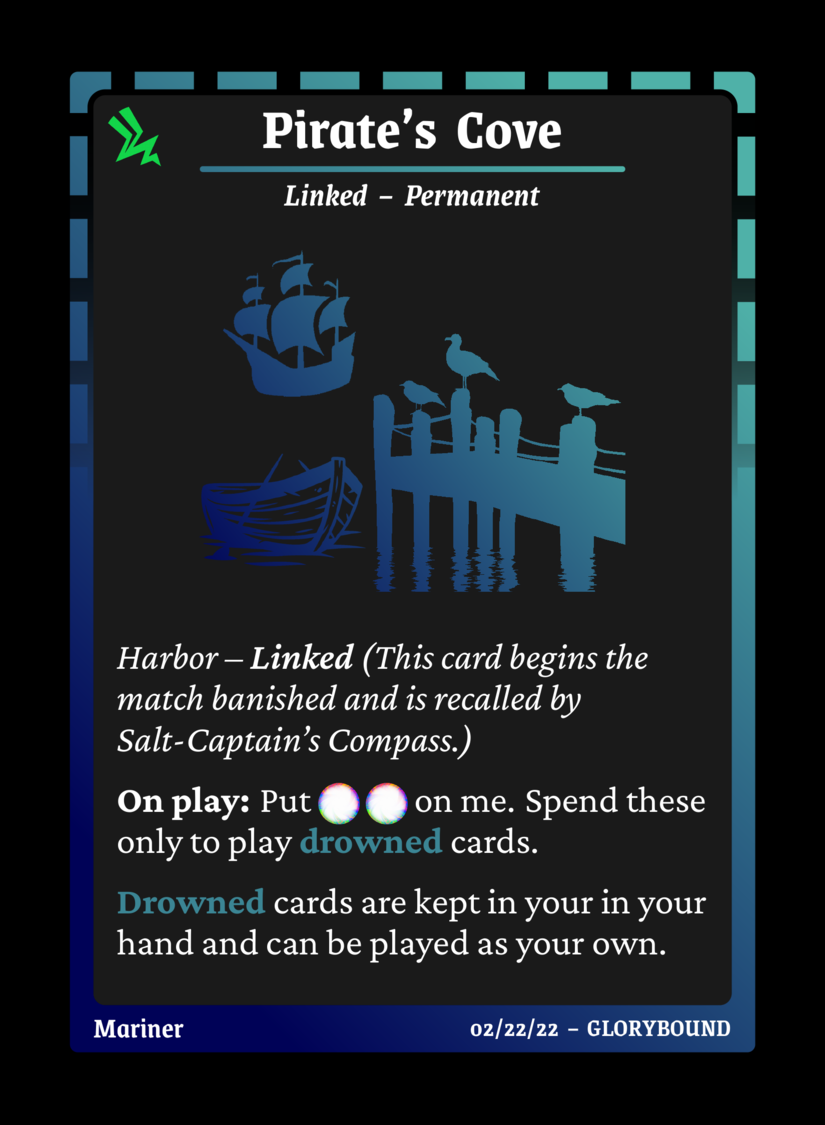 Pirate's Cove
Linked – Permanent
Harbor – Linked (This card begins the
match banished and is recalled by
Salt-Captain's Compass.)
On play: Put on me. Spend these
only to play drowned cards.
Drowned cards are kept in your in your
hand and can be played as your own.
Mariner
02/22/22 – GLORYBOUND